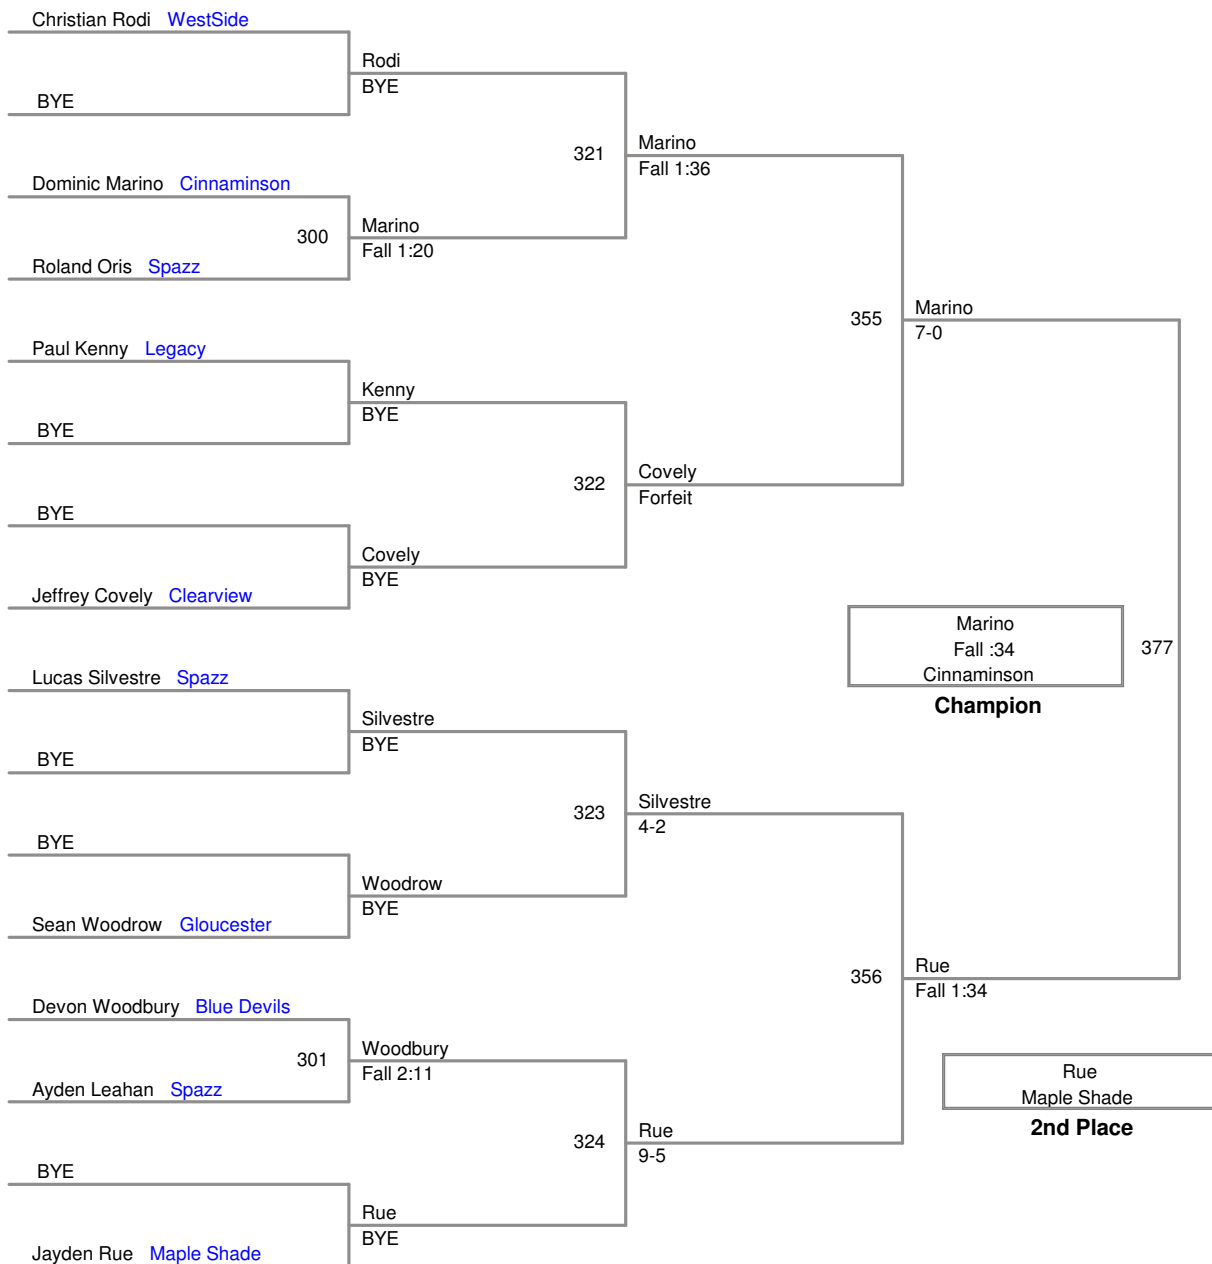 Christian Rodi WestSide
Rodi
BYE
BYE
Marino
321
Fall 1:36
Dominic Marino Cinnaminson
Marino
300
Fall 1:20
Roland Oris Spazz
Marino
355
7-0
Paul Kenny Legacy
Kenny
BYE
BYE
Covely
322
Forfeit
BYE
Covely
BYE
Jeffrey Covely Clearview
Marino
Fall :34
377
Cinnaminson
Champion
Lucas Silvestre Spazz
Silvestre
BYE
BYE
Silvestre
323
4-2
BYE
Woodrow
BYE
Sean Woodrow Gloucester
Rue
356
Fall 1:34
Devon Woodbury Blue Devils
Woodbury
301
Fall 2:11
Ayden Leahan Spazz
Rue
Maple Shade
2nd Place
Rue
324
9-5
BYE
Rue
BYE
Jayden Rue Maple Shade